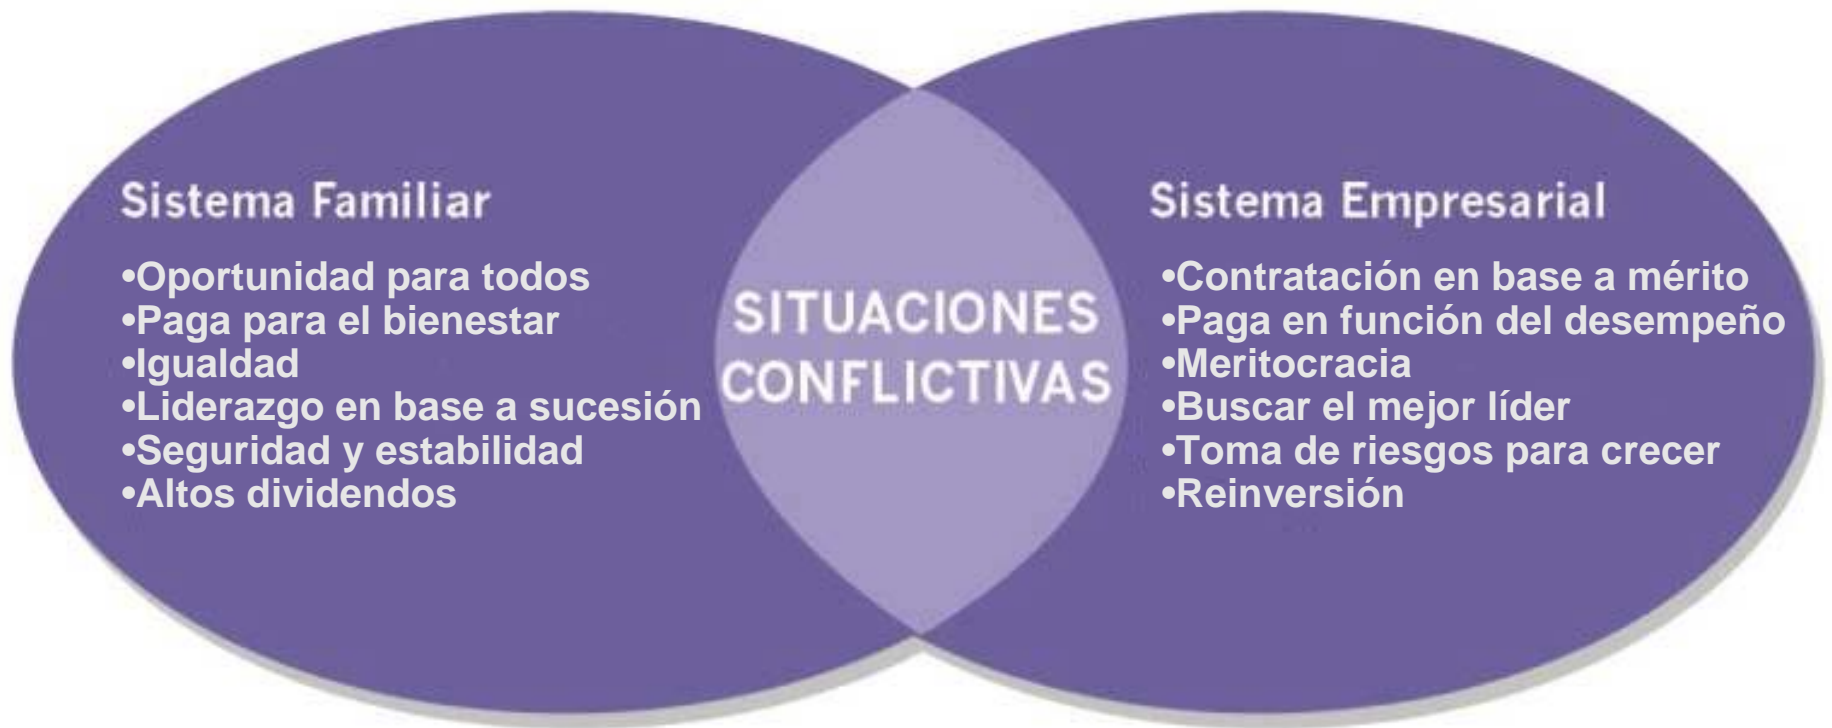 Sistema Familiar
•Oportunidad para todos
•Paga para el bienestar
•Igualdad
•Liderazgo en base a sucesión
•Seguridad y estabilidad
•Altos dividendos
SITUACIONES
CONFLICTIVAS
Sistema Empresarial
•Contratación en base a mérito
•Paga en función del desempeño
•Meritocracia
•Buscar el mejor líder
•Toma de riesgos para crecer
•Reinversión